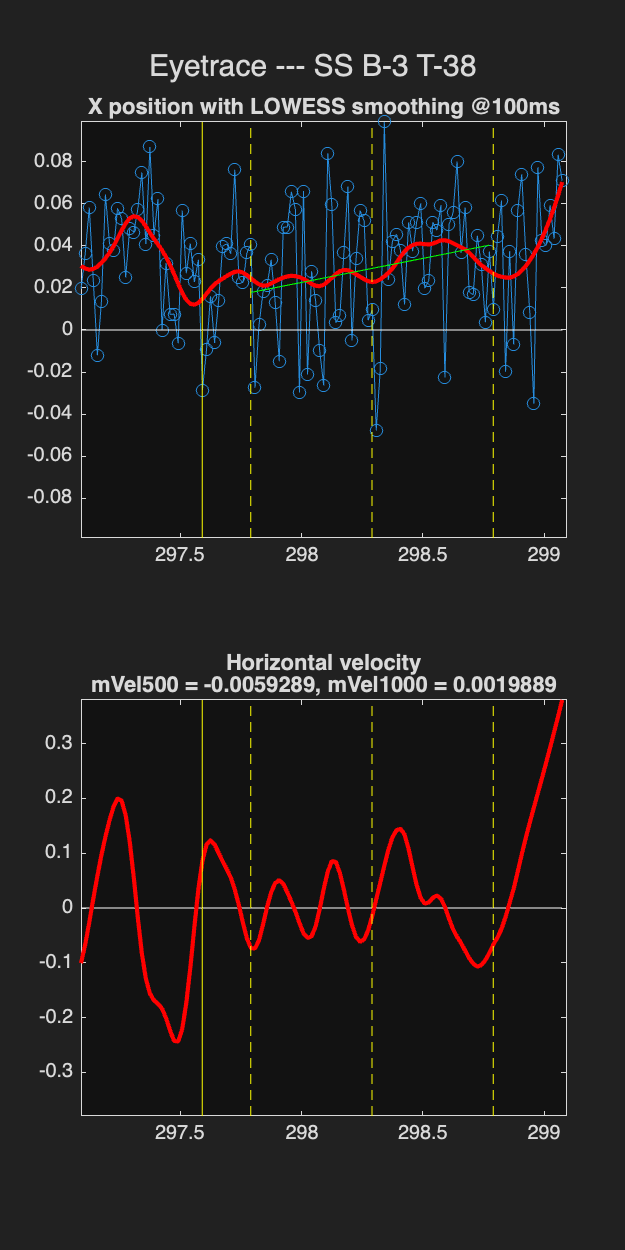 Eyetrace --- SS B-3 T-38
X position with LOWESS smoothing @100ms
0.08
0.06
0.04
0.02
0
-0.02
-0.04
-0.06
-0.08
297.5 298 298.5 299
Horizontal velocity
mVel500 = -0.0059289, mVel1000 = 0.0019889
0.3
0.2
0.1
0
-0.1
-0.2
-0.3
297.5 298 298.5 299